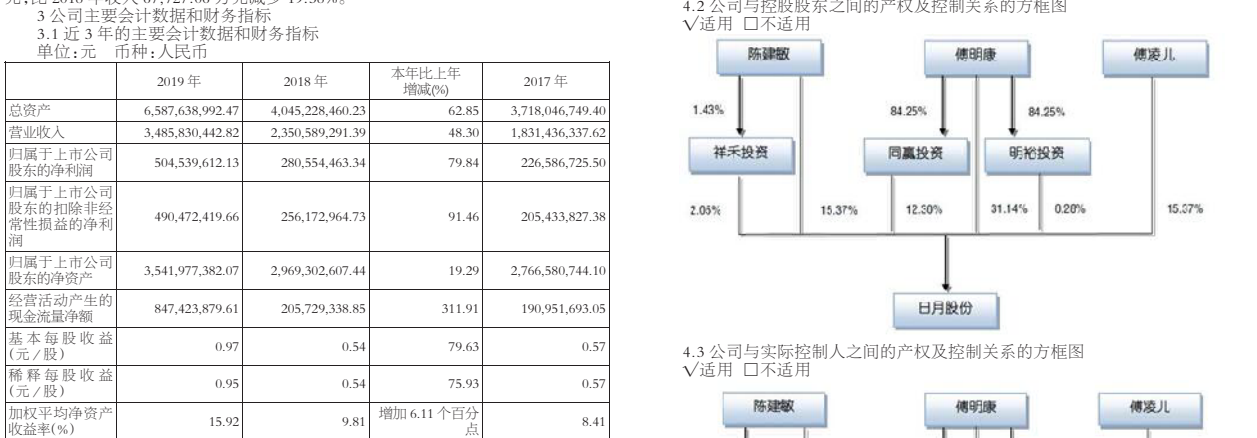 3 公司主要会计数据和财务指标
3.1 近 3 年的主要会计数据和财务指标
单位:元 币种:人民币
2019 年 2018 年 本年比上年增减(%) 2017 年
总资产 6,587,638,992.47 4,045,228,460.23 62.85 3,718,046,749.40
营业收入 3,485,830,442.82 2,350,589,291.39 48.30 1,831,436,337.62
归属于上市公司股东的净利润 504,539,612.13 280,554,463.34 79.84 226,586,725.50
归属于上市公司股东的扣除非经常性损益的净利润 490,472,419.66 256,172,964.73 91.46 205,433,827.38
归属于上市公司股东的净资产 3,541,977,382.07 2,969,302,607.44 19.29 2,766,580,744.10
经营活动产生的现金流量净额 847,423,879.61 205,729,338.85 311.91 190,951,693.05
基本每股收益(元/股) 0.97 0.54 79.63 0.57
稀释每股收益(元/股) 0.95 0.54 75.93 0.57
加权平均净资产收益率(%) 15.92 9.81 增加 6.11 个百分点 8.41
4.2 公司与控股股东之间的产权及控制关系的方框图
√适用 □不适用
陈建敏 傅明康 傅凌儿
1.43% 84.25% 84.25%
祥禾投资 同赢投资 明裕投资
2.05% 15.37% 12.30% 31.14% 0.20% 15.37%
日月股份
4.3 公司与实际控制人之间的产权及控制关系的方框图
√适用 □不适用
陈建敏 傅明康 傅凌儿